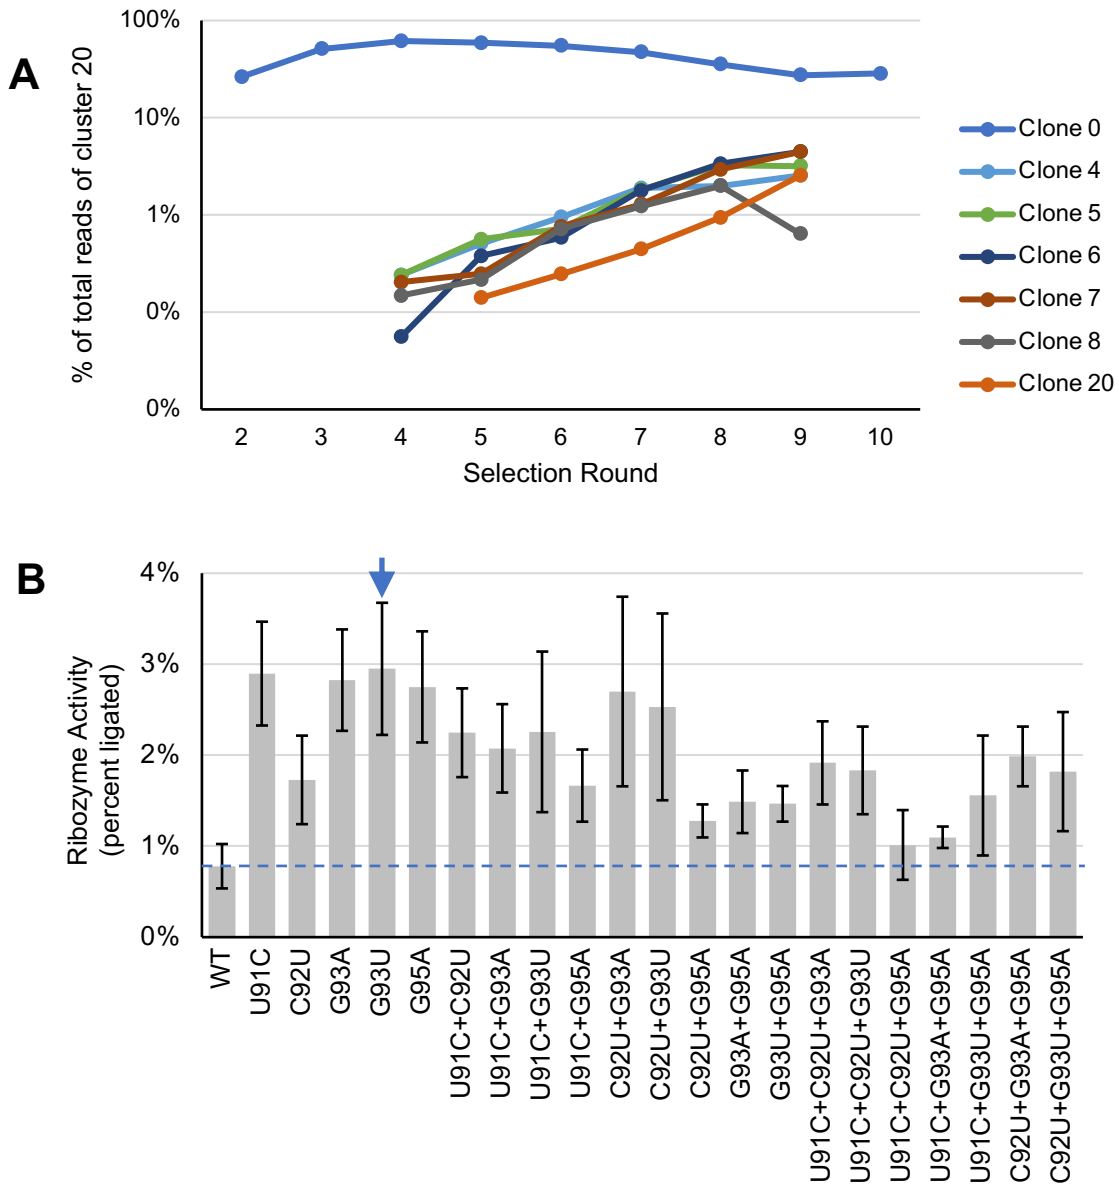 A
% of total reads of cluster 20
100%
10%
1%
0%
0%
2 3 4 5 6 7 8 9 10
Selection Round
Clone 0
Clone 4
Clone 5
Clone 6
Clone 7
Clone 8
Clone 20
B
Ribozyme Activity
(percent ligated)
4%
3%
2%
1%
0%
WT
U91C
C92U
G93A
G93U
G95A
U91C+C92U
U91C+G93A
U91C+G93U
U91C+G95A
C92U+G93A
C92U+G93U
C92U+G95A
G93A+G95A
G93U+G95A
U91C+C92U+G93A
U91C+C92U+G93U
U91C+C92U+G95A
U91C+G93A+G95A
U91C+G93U+G95A
C92U+G93A+G95A
C92U+G93U+G95A